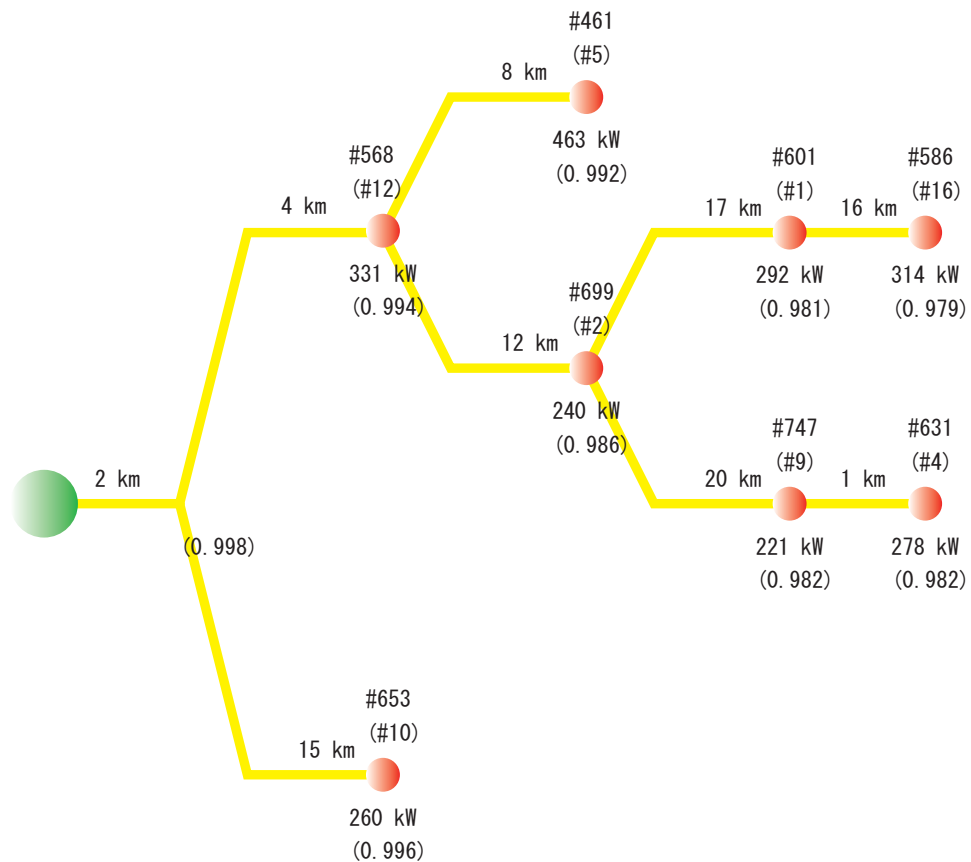 #461
(#5)
8 km
463 kW
(0.992)
#568
(#12)
4 km
331 kW
(0.994)
#601
(#1)
17 km
292 kW
(0.981)
#586
(#16)
16 km
314 kW
(0.979)
#699
(#2)
12 km
240 kW
(0.986)
#747
(#9)
20 km
221 kW
(0.982)
#631
(#4)
1 km
278 kW
(0.982)
2 km
(0.998)
#653
(#10)
15 km
260 kW
(0.996)